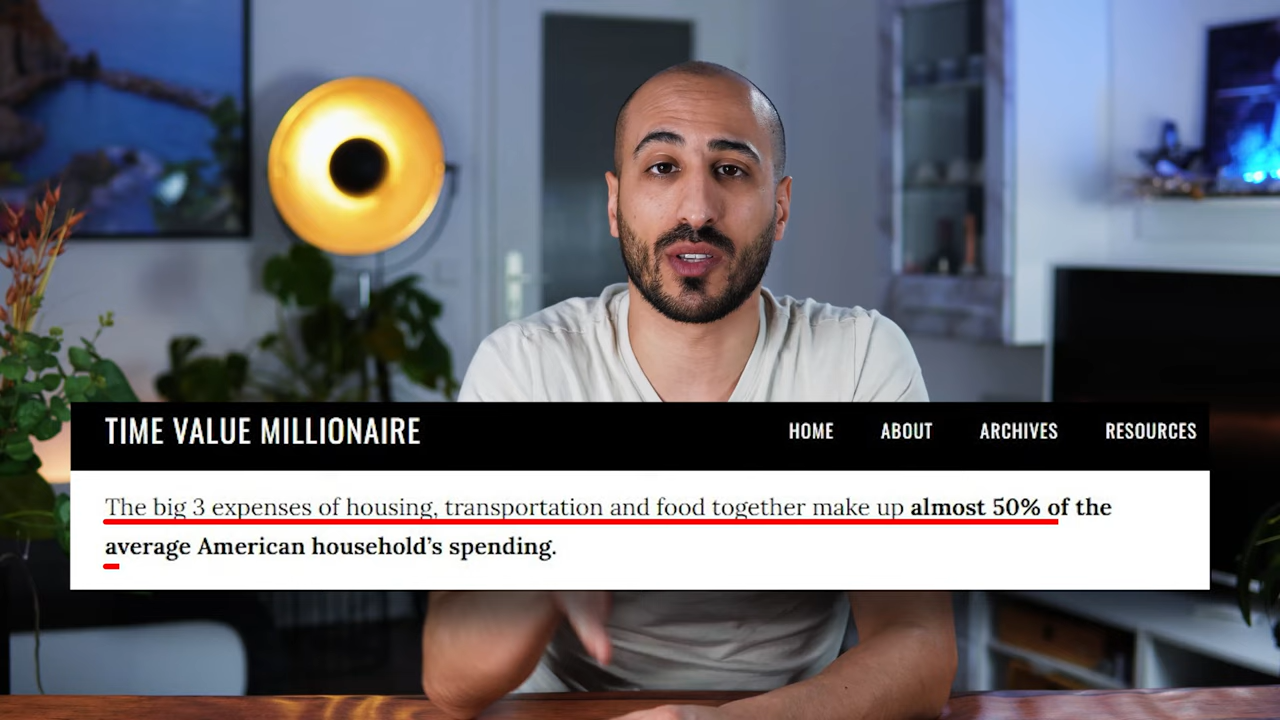 TIME VALUE MILLIONAIRE
HOME ABOUT ARCHIVES RESOURCES
The big 3 expenses of housing, transportation and food together make up almost 50% of the
average American household’s spending.